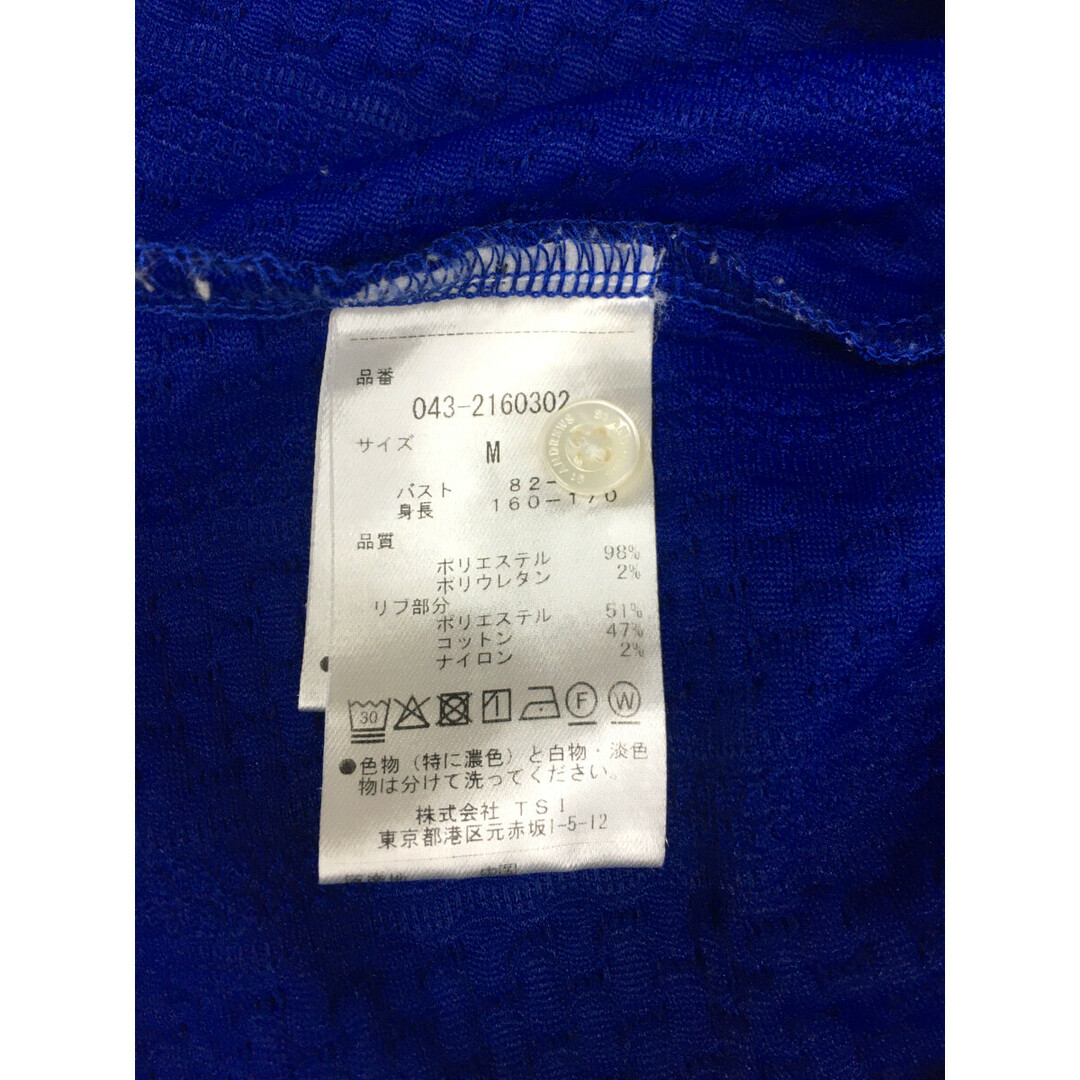 品番
043-2160302
サイズ
M
バスト 82-
身長 160-170
品質
ポリエステル 98%
ポリウレタン 2%
リブ部分
ポリエステル 51%
コットン 47%
ナイロン 2%
30
F W
●色物(特に濃色)と白物・淡色
物は分けて洗ってください。
株式会社 TSI
東京都港区元赤坂1-5-12
ST ANDREWS